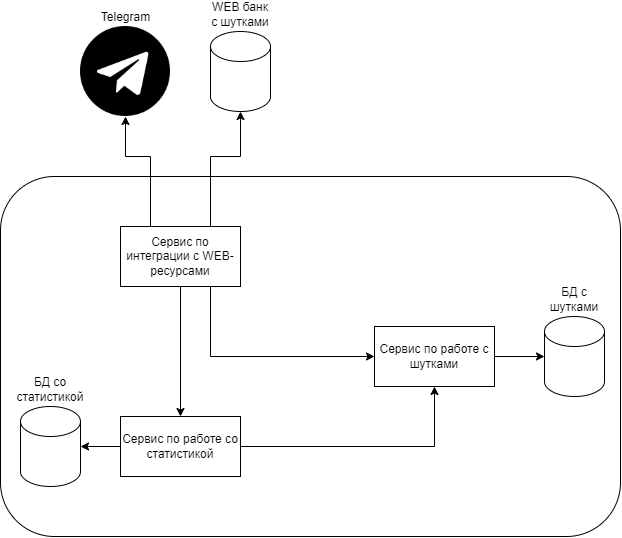 Telegram
WEB банк
с шутками
Сервис по
интеграции с WEB-
ресурсами
БД с
шутками
Сервис по работе с
шутками
БД со
статистикой
Сервис по работе со
статистикой